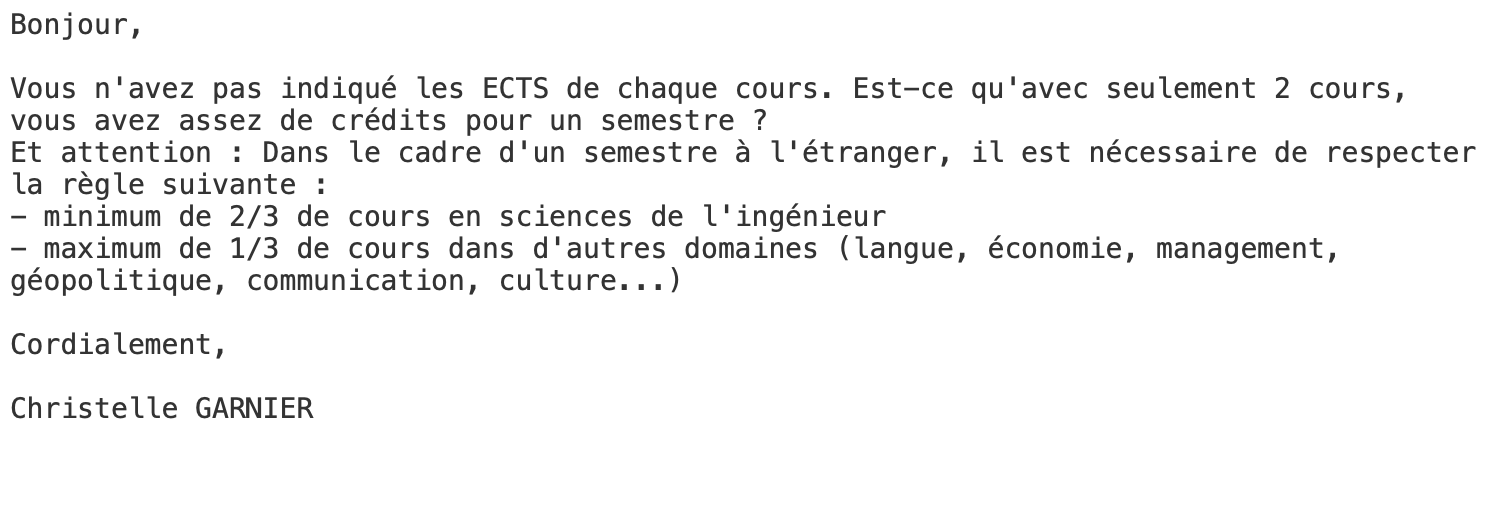 Bonjour,
Vous n'avez pas indiqué les ECTS de chaque cours. Est-ce qu'avec seulement 2 cours,
vous avez assez de crédits pour un semestre ?
Et attention : Dans le cadre d'un semestre à l'étranger, il est nécessaire de respecter
la règle suivante :
- minimum de 2/3 de cours en sciences de l'ingénieur
- maximum de 1/3 de cours dans d'autres domaines (langue, économie, management,
géopolitique, communication, culture...)
Cordialement,
Christelle GARNIER